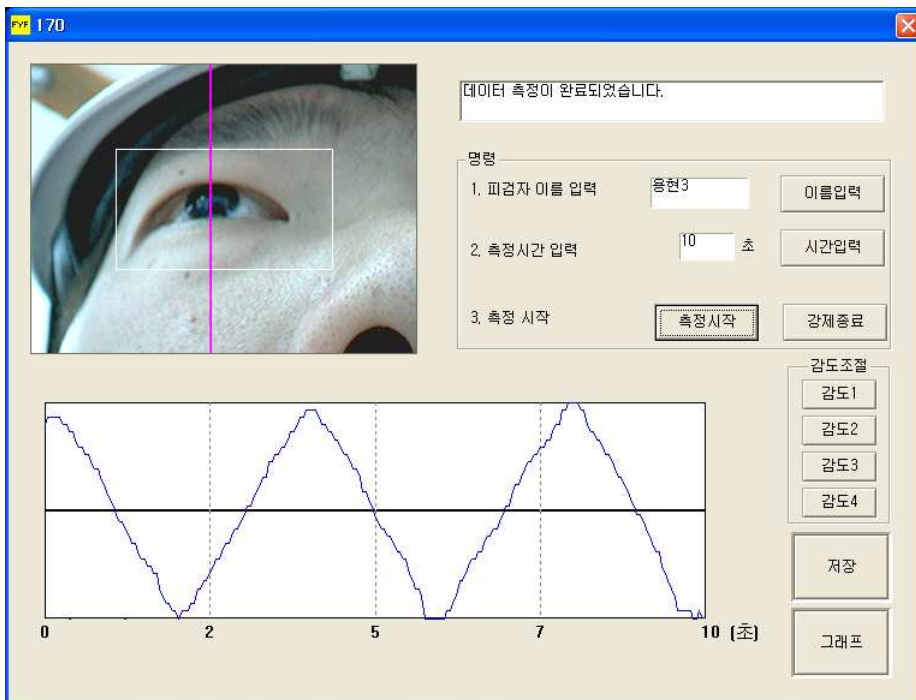 FYF 170
데이터 측정이 완료되었습니다.
명령
1. 피검자 이름 입력 용현3 이름입력
2. 측정시간 입력 10 초 시간입력
3. 측정 시작 측정시작 강제종료
감도조절
감도1
감도2
감도3
감도4
저장
그래프
0 2 5 7 10 (초)